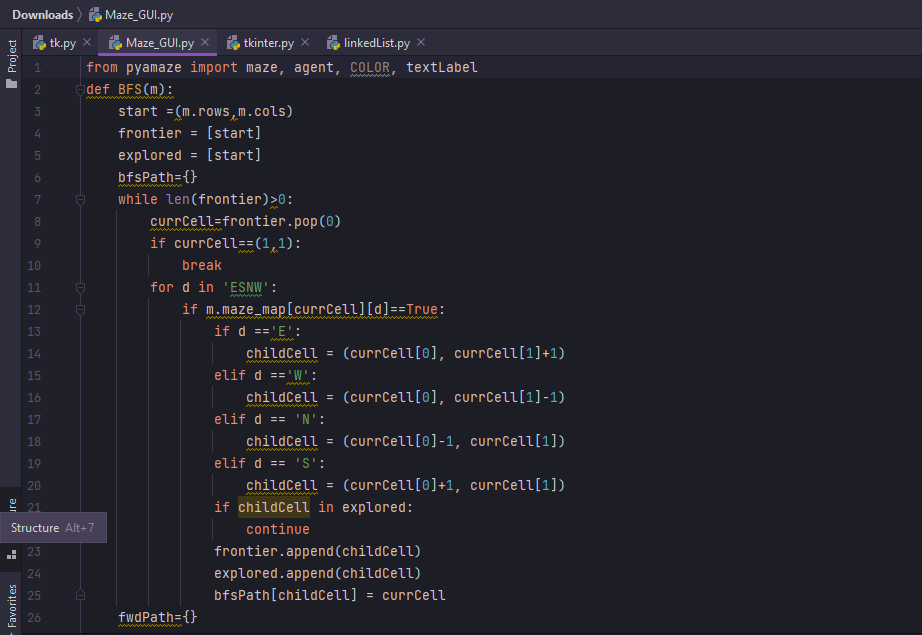 Downloads Maze_GUI.py
Project
tk.py Maze_GUI.py tkinter.py linkedList.py
1 from pyamaze import maze, agent, COLOR, textLabel
2 def BFS(m):
3     start =(m.rows,m.cols)
4     frontier = [start]
5     explored = [start]
6     bfsPath={}
7     while len(frontier)>0:
8         currCell=frontier.pop(0)
9         if currCell==(1,1):
10             break
11         for d in 'ESNW':
12             if m.maze_map[currCell][d]==True:
13                 if d =='E':
14                     childCell = (currCell[0], currCell[1]+1)
15                 elif d =='W':
16                     childCell = (currCell[0], currCell[1]-1)
17                 elif d == 'N':
18                     childCell = (currCell[0]-1, currCell[1])
19                 elif d == 'S':
20                     childCell = (currCell[0]+1, currCell[1])
21                 if childCell in explored:
                     continue
23                 frontier.append(childCell)
24                 explored.append(childCell)
25                 bfsPath[childCell] = currCell
26     fwdPath={}
Structure Alt+7
Favorites